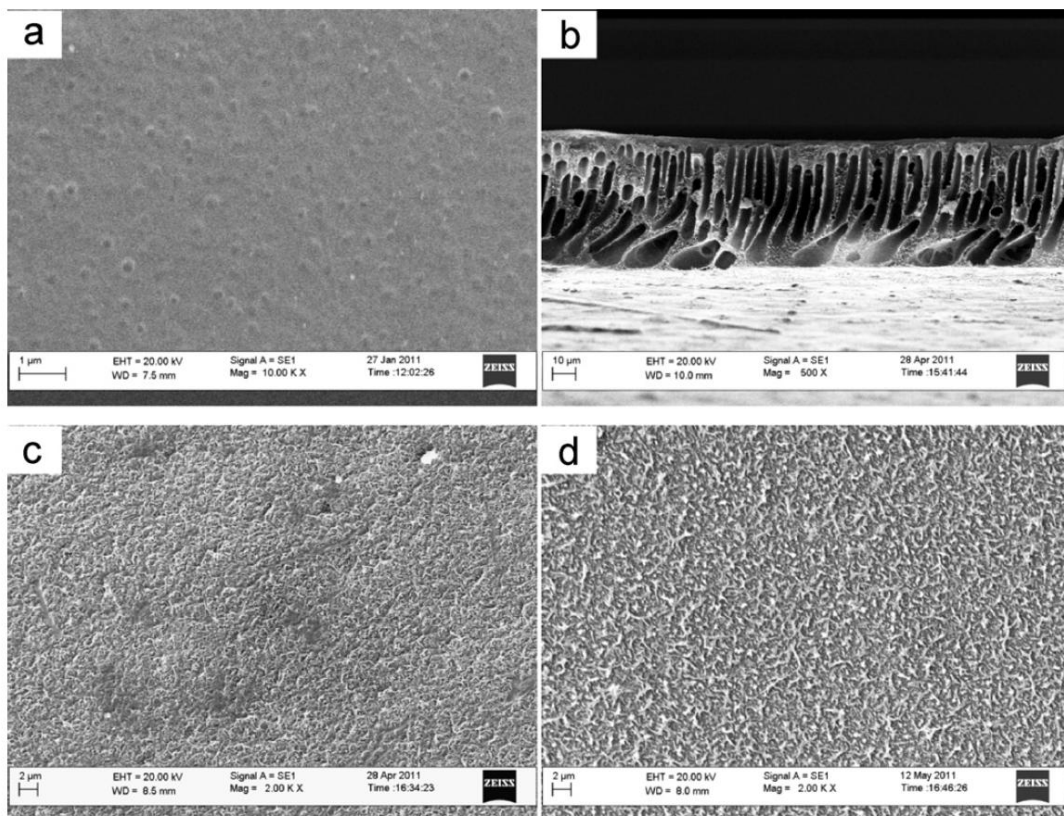 a
1 µm
EHT = 20.00 kV
WD = 7.5 mm
Signal A = SE1
Mag = 10.00 K X
27 Jan 2011
Time :12:02:26
ZEISS
b
10 µm
EHT = 20.00 kV
WD = 10.0 mm
Signal A = SE1
Mag = 500 X
28 Apr 2011
Time :15:41:44
ZEISS
c
2 µm
EHT = 20.00 kV
WD = 8.5 mm
Signal A = SE1
Mag = 2.00 K X
28 Apr 2011
Time :16:34:23
ZEISS
d
2 µm
EHT = 20.00 kV
WD = 8.0 mm
Signal A = SE1
Mag = 2.00 K X
12 May 2011
Time :16:46:26
ZEISS